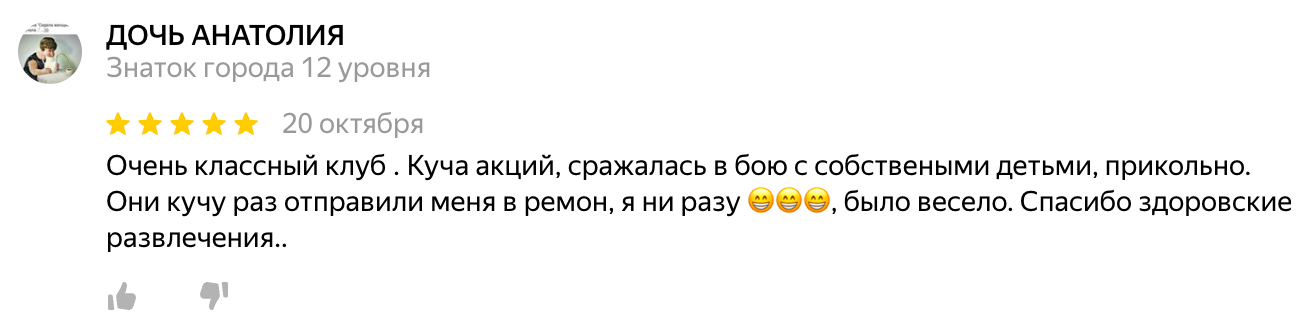 ДОЧЬ АНАТОЛИЯ
Знаток города 12 уровня
20 октября
Очень классный клуб . Куча акций, сражалась в бою с собствеными детьми, прикольно.
Они кучу раз отправили меня в ремон, я ни разу 😁😁😁, было весело. Спасибо здоровские
развлечения..